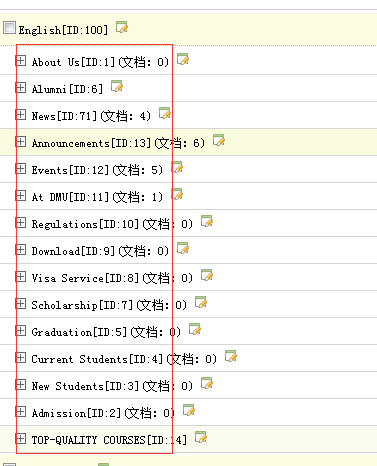 English[ID:100]
About Us[ID:1](文档：0)
Alumni[ID:6]
News[ID:71](文档：4)
Announcements[ID:13](文档：6)
Events[ID:12](文档：5)
At DMU[ID:11](文档：1)
Regulations[ID:10](文档：0)
Download[ID:9](文档：0)
Visa Service[ID:8](文档：0)
Scholarship[ID:7](文档：0)
Graduation[ID:5](文档：0)
Current Students[ID:4](文档：0)
New Students[ID:3](文档：0)
Admission[ID:2](文档：0)
TOP-QUALITY COURSES[ID:14]